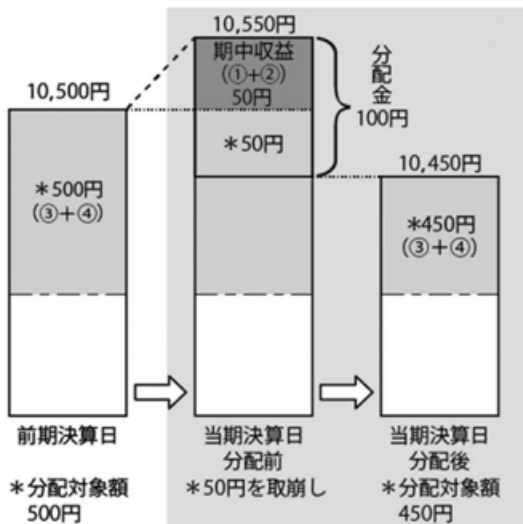 10,550円
期中収益
(①+②)
50円
分配金
100円
10,500円
*50円
10,450円
*500円
(③+④)
*450円
(③+④)
前期決算日
当期決算日
分配前
当期決算日
分配後
*分配対象額
500円
*50円を取崩し
*分配対象額
450円